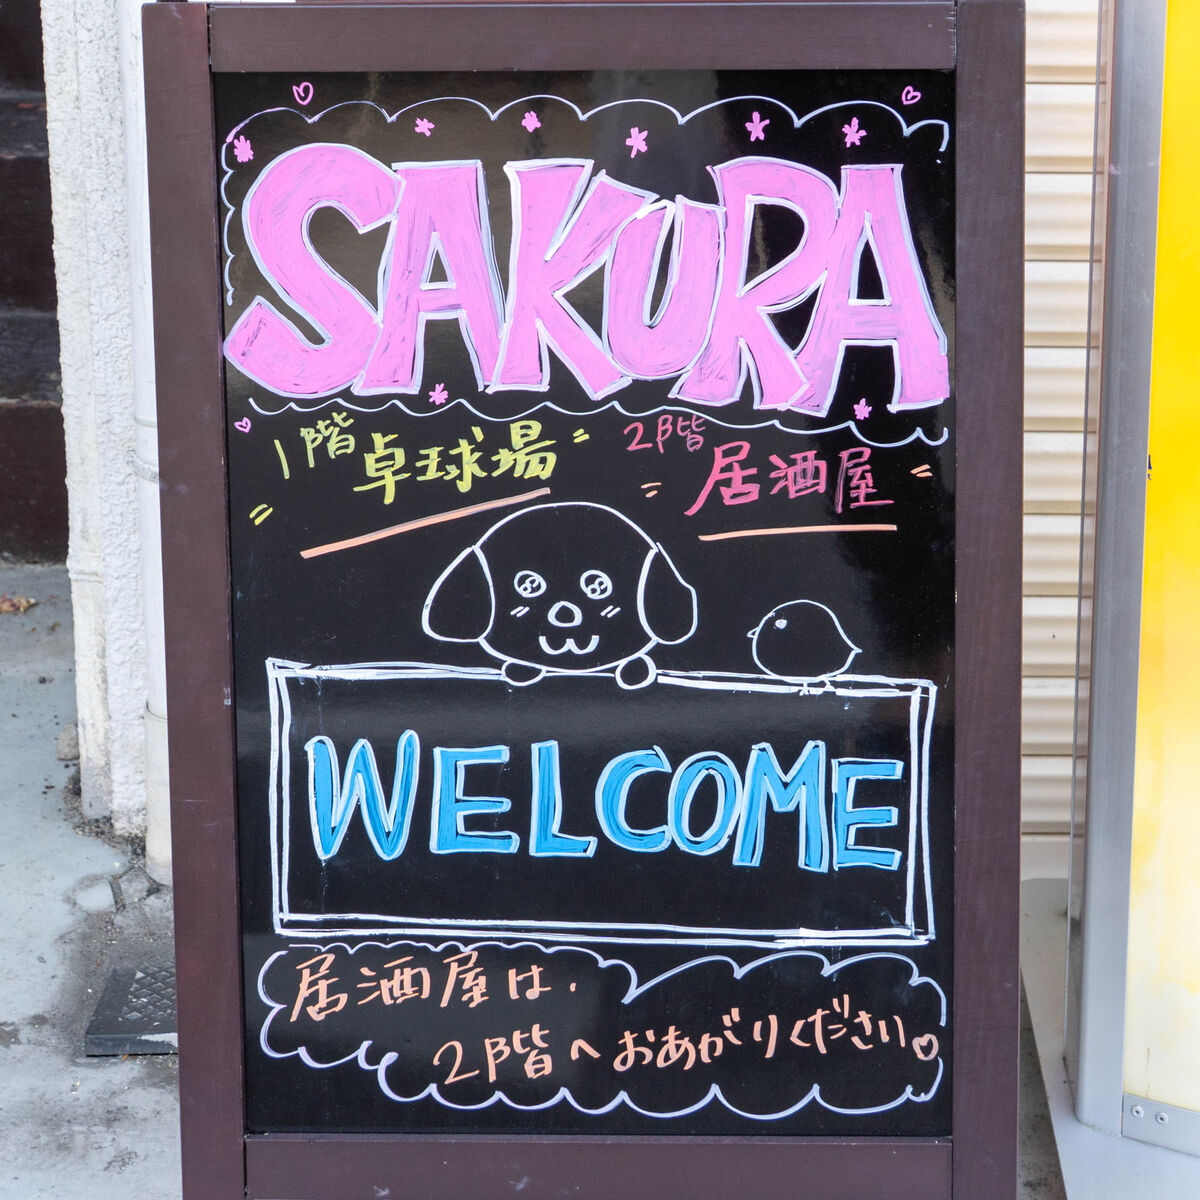 SAKURA
1階 卓球場 2階 居酒屋
WELCOME
居酒屋は、
2階へおあがりください♡